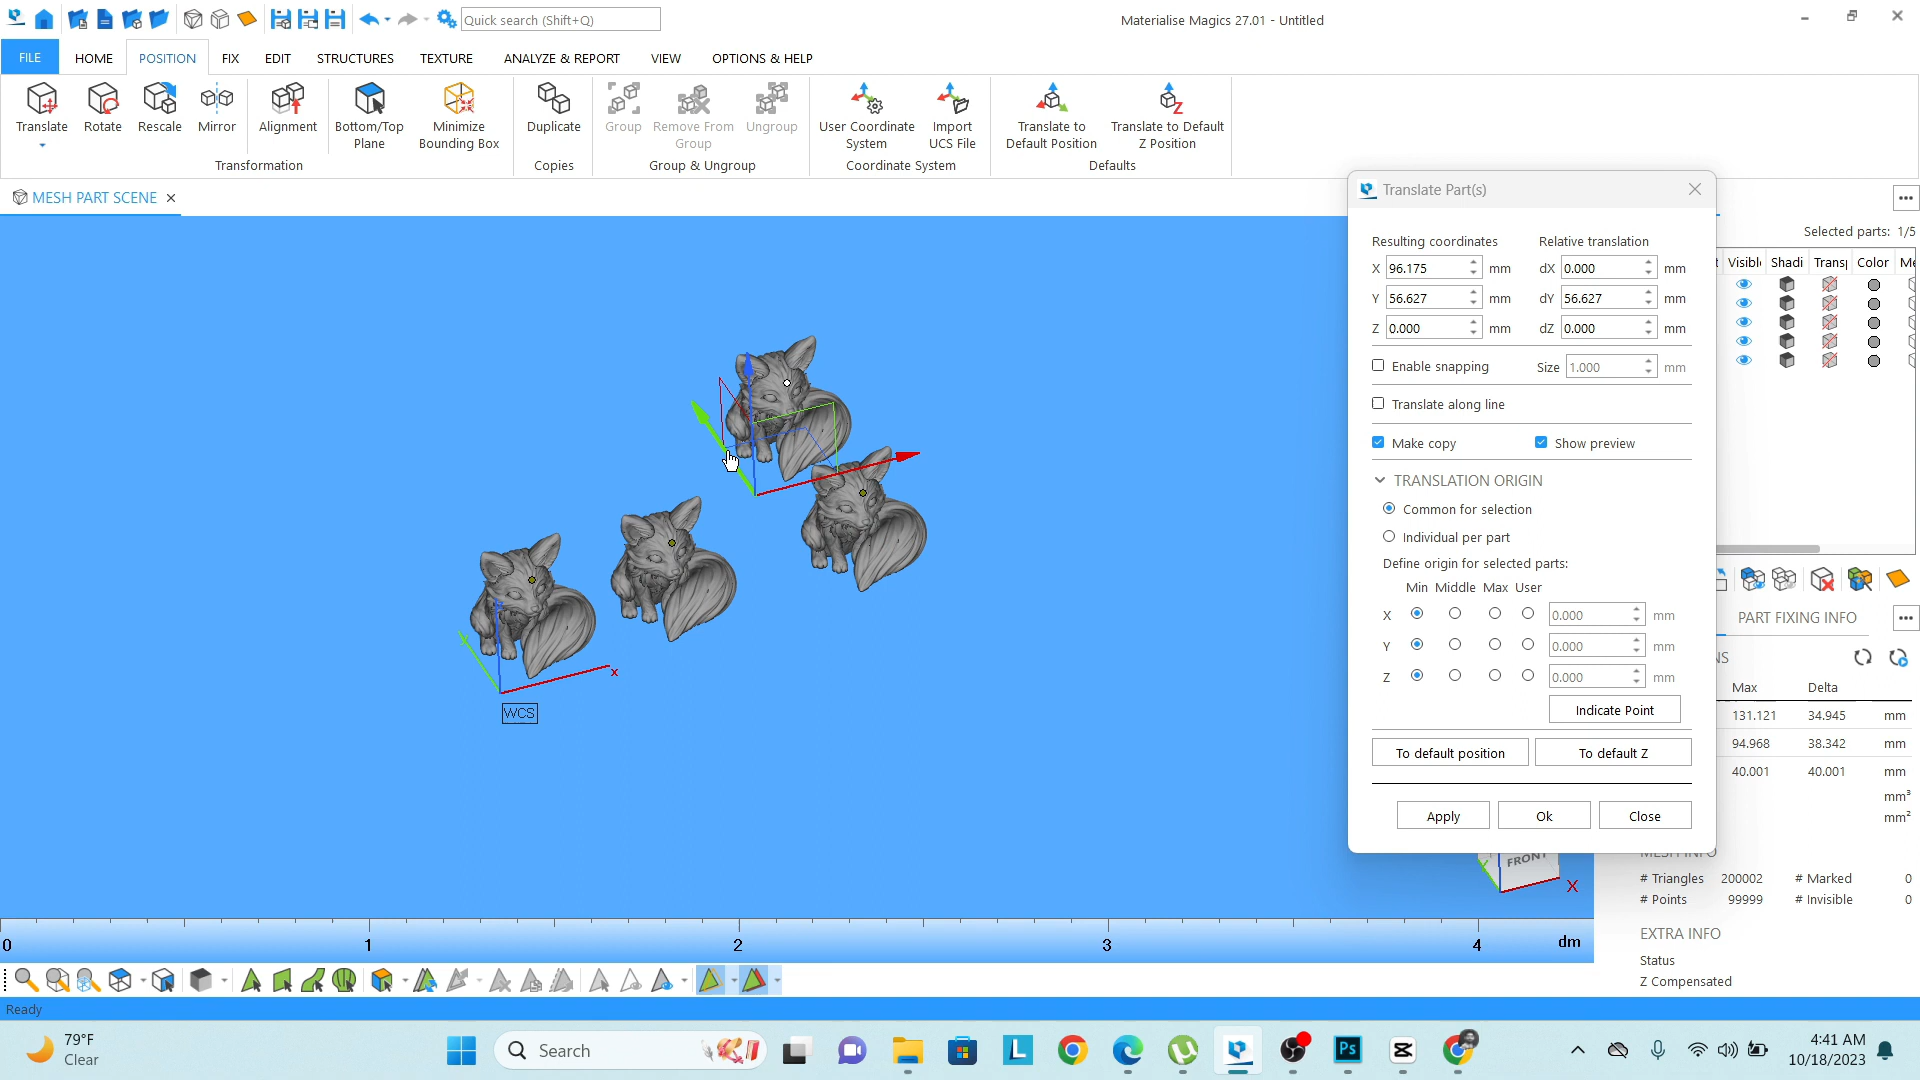 Quick search (Shift+Q)
Materialise Magics 27.01 - Untitled
FILE
HOME
POSITION
FIX
EDIT
STRUCTURES
TEXTURE
ANALYZE & REPORT
VIEW
OPTIONS & HELP
Translate
Rotate
Rescale
Mirror
Alignment
Bottom/Top
Plane
Minimize
Bounding Box
Duplicate
Group
Remove From
Group
Ungroup
User Coordinate
System
Import
UCS File
Translate to
Default Position
Translate to Default
Z Position
Transformation
Copies
Group & Ungroup
Coordinate System
Defaults
MESH PART SCENE
Translate Part(s)
Selected parts: 1/5
Resulting coordinates
Relative translation
X 96.175 mm
dX 0.000 mm
Y 56.627 mm
dY 56.627 mm
Z 0.000 mm
dZ 0.000 mm
Visibl Shadi Transp Color Me
Enable snapping
Size 1.000 mm
Translate along line
Make copy
Show preview
TRANSLATION ORIGIN
Common for selection
Individual per part
Define origin for selected parts:
Min Middle Max User
X 0.000 mm
Y 0.000 mm
Z 0.000 mm
Indicate Point
To default position
To default Z
Apply
Ok
Close
PART FIXING INFO
NS
Max Delta
131.121 34.945 mm
94.968 38.342 mm
40.001 40.001 mm
mm³
mm²
MESH INFO
# Triangles 200002 # Marked 0
# Points 99999 # Invisible 0
EXTRA INFO
Status
Z Compensated
x
WCS
FRONT
X
0 1 2 3 4 dm
Ready
79°F
Clear
Search
Ps
4:41 AM
10/18/2023